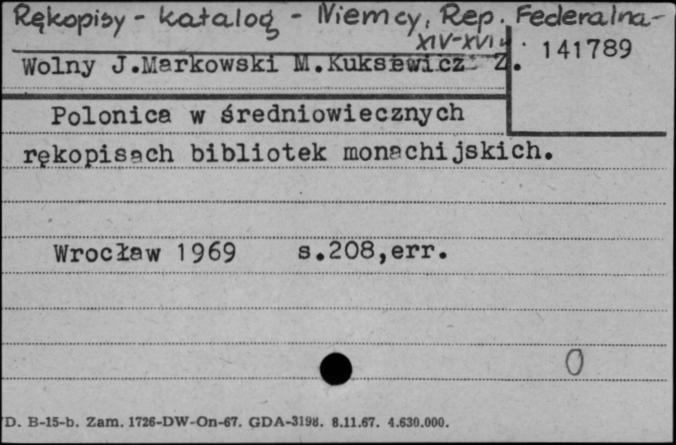 Rękopisy - katalog - Niemcy, Rep. Federalna -
XIV-XVI w.
141789
Wolny J.Markowski M.Kuksewicz Z.
Polonica w średniowiecznych
rękopisach bibliotek monachijskich.
Wrocław 1969 s.208,err.
0
D. B-15-b. Zam. 1726-DW-On-67. GDA-3198. 8.11.67. 4.630.000.